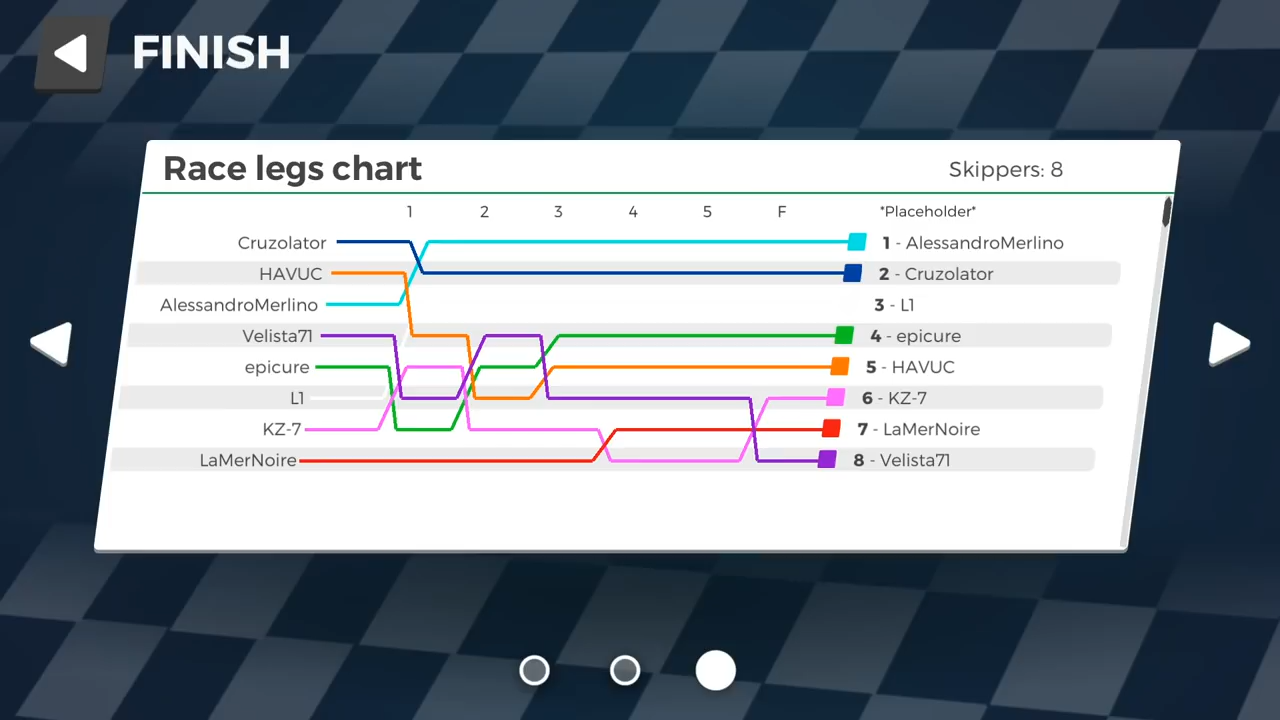 FINISH
Race legs chart Skippers: 8
1 2 3 4 5 F *Placeholder*
Cruzolator 1 - AlessandroMerlino
HAVUC 2 - Cruzolator
AlessandroMerlino 3 - L1
Velista71 4 - epicure
epicure 5 - HAVUC
L1 6 - KZ-7
KZ-7 7 - LaMerNoire
LaMerNoire 8 - Velista71